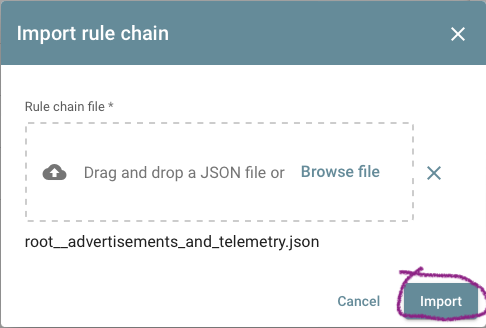 Import rule chain
Rule chain file *
Drag and drop a JSON file or Browse file
root__advertisements_and_telemetry.json
Cancel Import